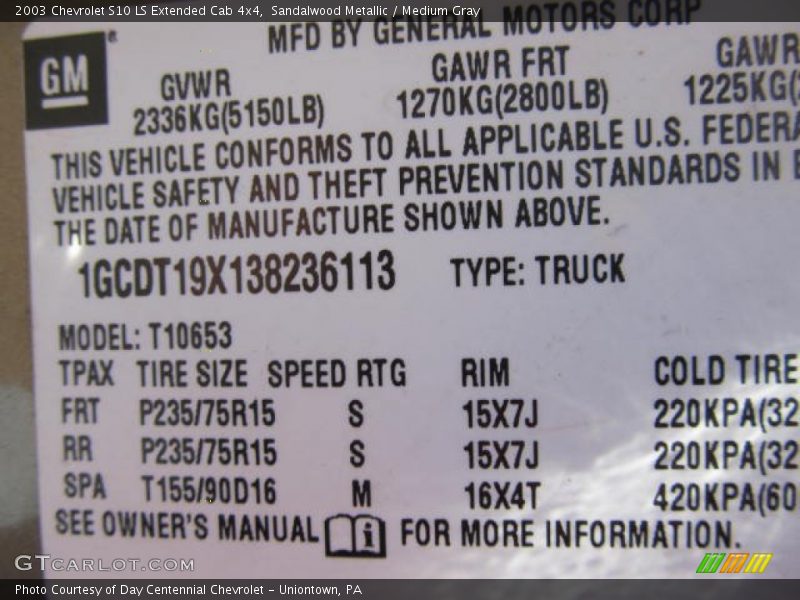 2003 Chevrolet S10 LS Extended Cab 4x4, Sandalwood Metallic / Medium Gray
MFD BY GENERAL MOTORS CORP
GM®
GVWR GAWR FRT GAWR
2336KG(5150LB) 1270KG(2800LB) 1225KG(
THIS VEHICLE CONFORMS TO ALL APPLICABLE U.S. FEDERA
VEHICLE SAFETY AND THEFT PREVENTION STANDARDS IN E
THE DATE OF MANUFACTURE SHOWN ABOVE.
1GCDT19X138236113 TYPE: TRUCK
MODEL: T10653
TPAX TIRE SIZE SPEED RTG RIM COLD TIRE
FRT P235/75R15 S 15X7J 220KPA(32
RR P235/75R15 S 15X7J 220KPA(32
SPA T155/90D16 M 16X4T 420KPA(60
SEE OWNER'S MANUAL i FOR MORE INFORMATION.
GTCARLOT.COM
Photo Courtesy of Day Centennial Chevrolet – Uniontown, PA